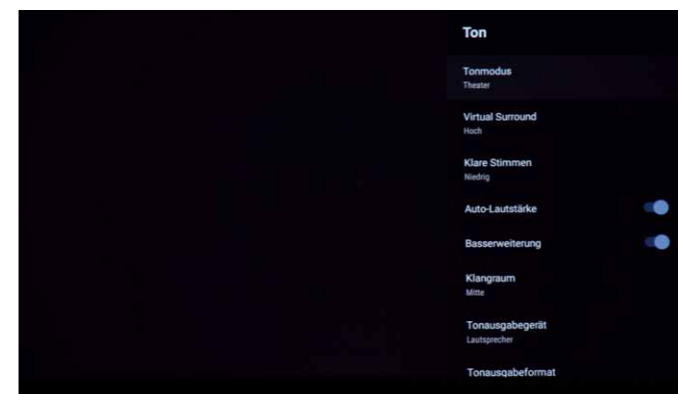 Ton
Tonmodus
Theater
Virtual Surround
Hoch
Klare Stimmen
Niedrig
Auto-Lautstärke
Basserweiterung
Klangraum
Mitte
Tonausgabegerät
Lautsprecher
Tonausgabeformat